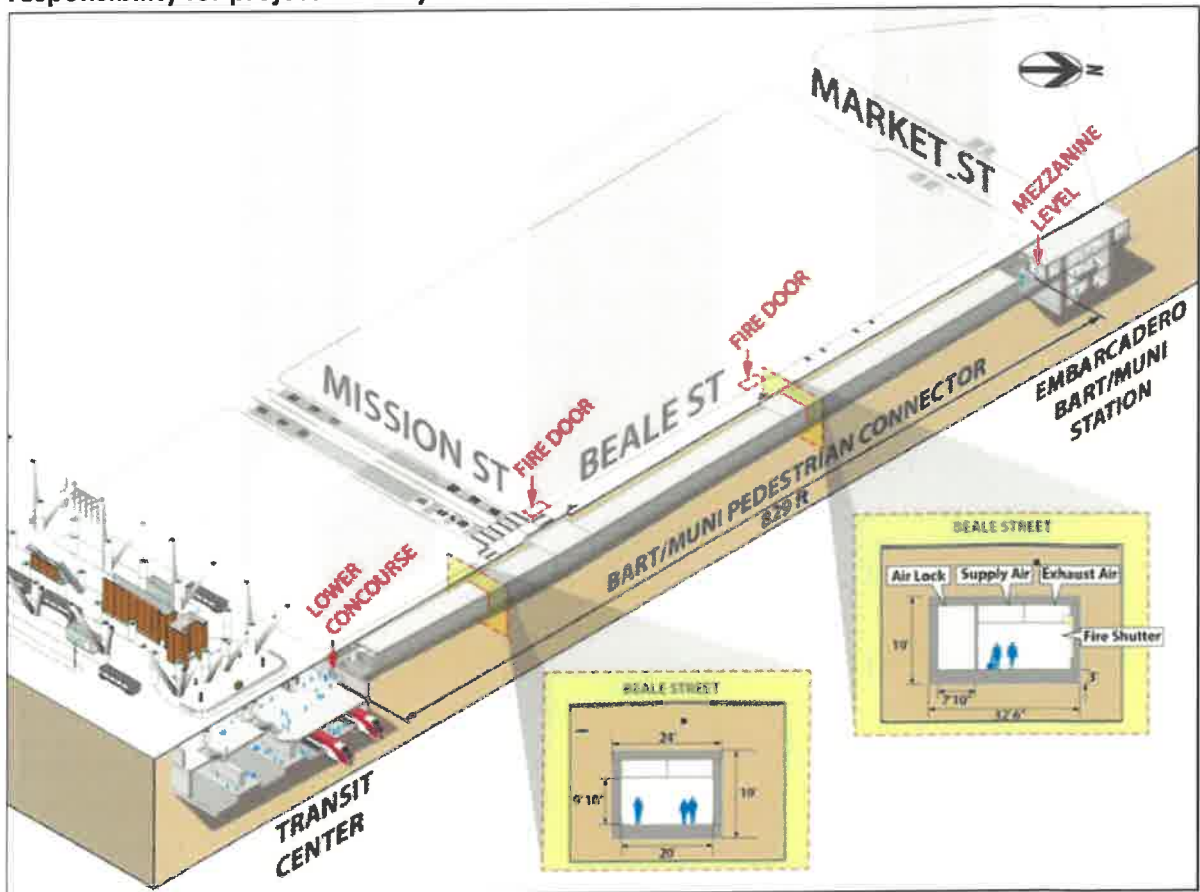 N
MARKET ST
MEZZANINE
LEVEL
FIRE DOOR
EMBARCADERO
BART/MUNI
STATION
MISSION ST
BEALE ST
FIRE DOOR
BART/MUNI PEDESTRIAN CONNECTOR
829 ft
LOWER
CONCOURSE
TRANSIT
CENTER
BEALE STREET
Air Lock
Supply Air
Exhaust Air
Fire Shutter
7'10"
32'6"
3'
BEALE STREET
24'
9'10"
20'